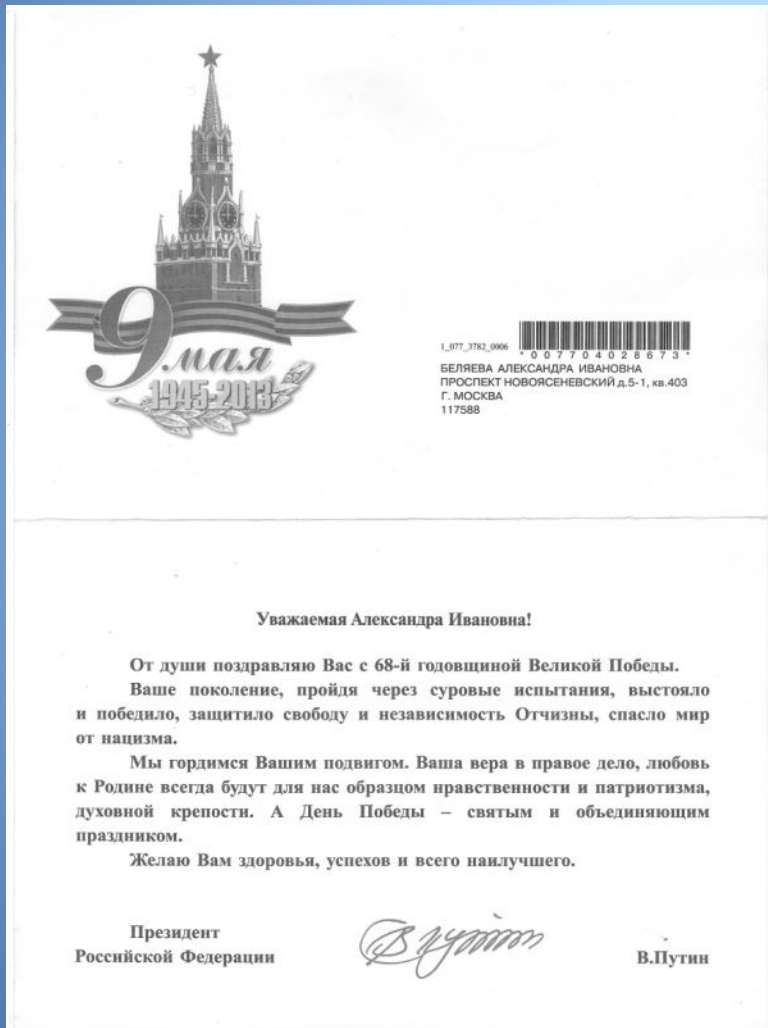 9 мая
1945-2013
1_077_3782_0006
*007704028673*
БЕЛЯЕВА АЛЕКСАНДРА ИВАНОВНА
ПРОСПЕКТ НОВОЯСЕНЕВСКИЙ д.5-1, кв.403
Г. МОСКВА
117588
Уважаемая Александра Ивановна!
От души поздравляю Вас с 68-й годовщиной Великой Победы.
Ваше поколение, пройдя через суровые испытания, выстояло
и победило, защитило свободу и независимость Отчизны, спасло мир
от нацизма.
Мы гордимся Вашим подвигом. Ваша вера в правое дело, любовь
к Родине всегда будут для нас образцом нравственности и патриотизма,
духовной крепости. А День Победы – святым и объединяющим
праздником.
Желаю Вам здоровья, успехов и всего наилучшего.
Президент
Российской Федерации
В.Путин
В.Путин